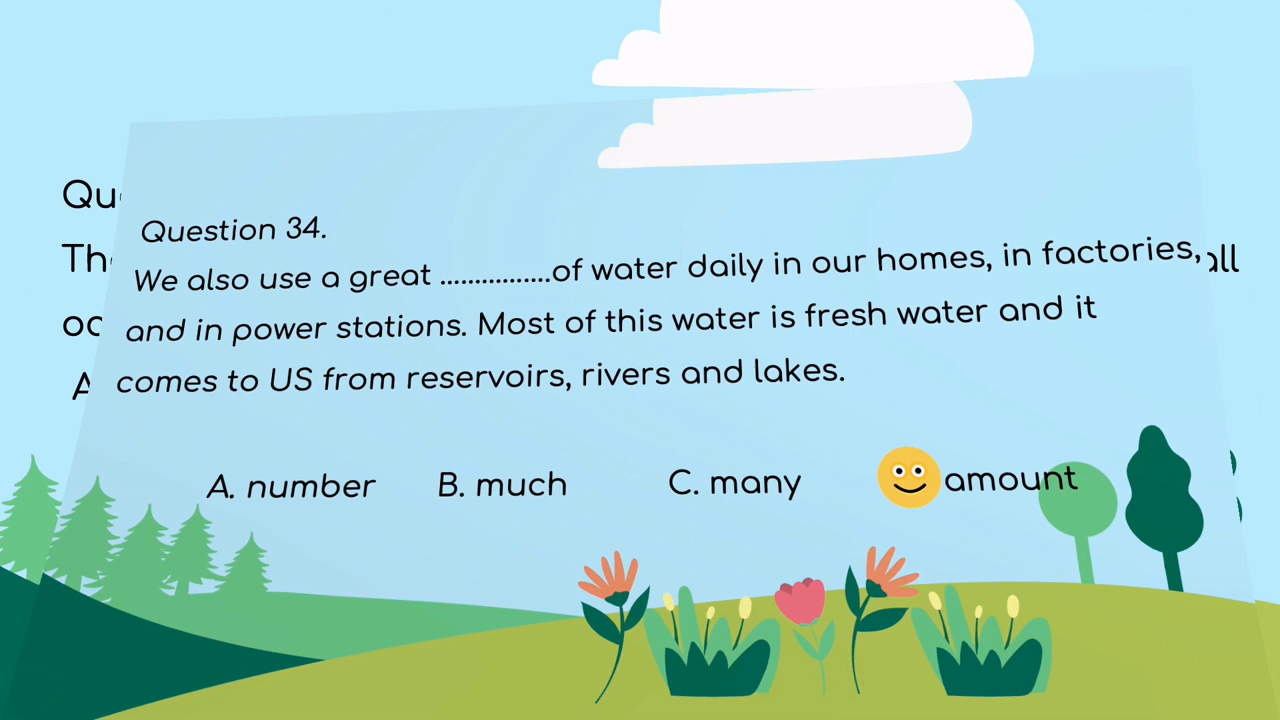 Question 34.
We also use a great ................of water daily in our homes, in factories,
and in power stations. Most of this water is fresh water and it
comes to US from reservoirs, rivers and lakes.
A. number B. much C. many amount